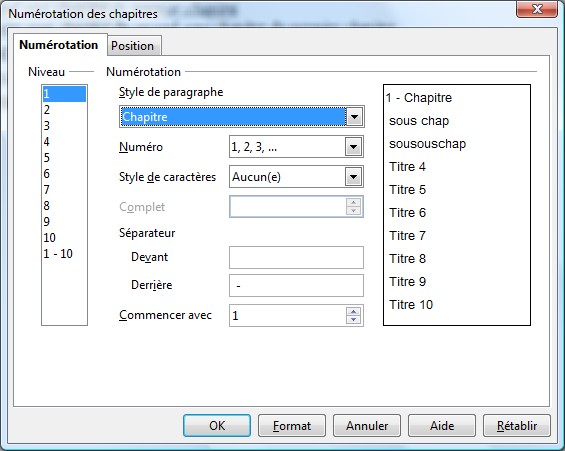 Numérotation des chapitres
Numérotation
Position
Niveau
1
2
3
4
5
6
7
8
9
10
1 - 10
Numérotation
Style de paragraphe
Chapitre
Numéro
1, 2, 3, ...
Style de caractères
Aucun(e)
Complet
Séparateur
Devant
Derrière
-
Commencer avec
1
1 - Chapitre
sous chap
sousouschap
Titre 4
Titre 5
Titre 6
Titre 7
Titre 8
Titre 9
Titre 10
OK
Format
Annuler
Aide
Rétablir